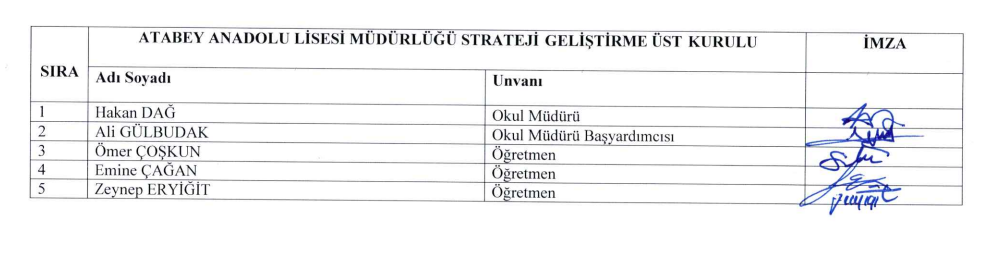 ATABEY ANADOLU LİSESİ MÜDÜRLÜĞÜ STRATEJİ GELİŞTİRME ÜST KURULU İMZA
SIRA
Adı Soyadı Unvanı
1 Hakan DAĞ Okul Müdürü
2 Ali GÜLBUDAK Okul Müdürü Başyardımcısı
3 Ömer ÇOŞKUN Öğretmen
4 Emine ÇAĞAN Öğretmen
5 Zeynep ERYİĞİT Öğretmen